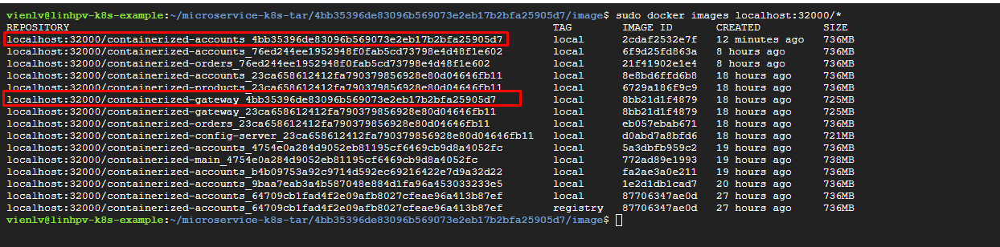 vienlv@linhpv-k8s-example:~/microservice-k8s-tar/4bb35396de83096b569073e2eb17b2bfa25905d7/image$ sudo docker images localhost:32000/*
REPOSITORY TAG IMAGE ID CREATED SIZE
localhost:32000/containerized-accounts_4bb35396de83096b569073e2eb17b2bfa25905d7 local 2cdaf2532e7f 12 minutes ago 736MB
localhost:32000/containerized-accounts_76ed244ee1952948f0fab5cd73798e4d48f1e602 local 6f9d25fd863a 8 hours ago 736MB
localhost:32000/containerized-orders_76ed244ee1952948f0fab5cd73798e4d48f1e602 local 21f41902e1e4 8 hours ago 736MB
localhost:32000/containerized-accounts_23ca658612412fa790379856928e80d04646fb11 local 8e8bd6ffd6b8 18 hours ago 736MB
localhost:32000/containerized-products_23ca658612412fa790379856928e80d04646fb11 local 6729a186f9c9 18 hours ago 736MB
localhost:32000/containerized-gateway_4bb35396de83096b569073e2eb17b2bfa25905d7 local 8bb21d1f4879 18 hours ago 725MB
localhost:32000/containerized-gateway_23ca658612412fa790379856928e80d04646fb11 local 8bb21d1f4879 18 hours ago 725MB
localhost:32000/containerized-orders_23ca658612412fa790379856928e80d04646fb11 local eb057ebab671 18 hours ago 736MB
localhost:32000/containerized-config-server_23ca658612412fa790379856928e80d04646fb11 local d0abd7a8bfd6 18 hours ago 721MB
localhost:32000/containerized-accounts_4754e0a284d9052eb81195cf6469cb9d8a4052fc local 5a3dbfb959c2 19 hours ago 736MB
localhost:32000/containerized-main_4754e0a284d9052eb81195cf6469cb9d8a4052fc local 772ad89e1993 19 hours ago 738MB
localhost:32000/containerized-accounts_b4b09753a92c9714d592ec69216422e7d9a32d22 local fa2ae3a0e211 19 hours ago 736MB
localhost:32000/containerized-accounts_9baa7eab3a4b587048e884d1fa96a453033233e5 local 1e2d1db1cad7 20 hours ago 736MB
localhost:32000/containerized-accounts_64709cb1fad4f2e09afb8027cfeae96a413b87ef local 87706347ae0d 27 hours ago 736MB
localhost:32000/containerized-accounts_64709cb1fad4f2e09afb8027cfeae96a413b87ef registry 87706347ae0d 27 hours ago 736MB
vienlv@linhpv-k8s-example:~/microservice-k8s-tar/4bb35396de83096b569073e2eb17b2bfa25905d7/image$